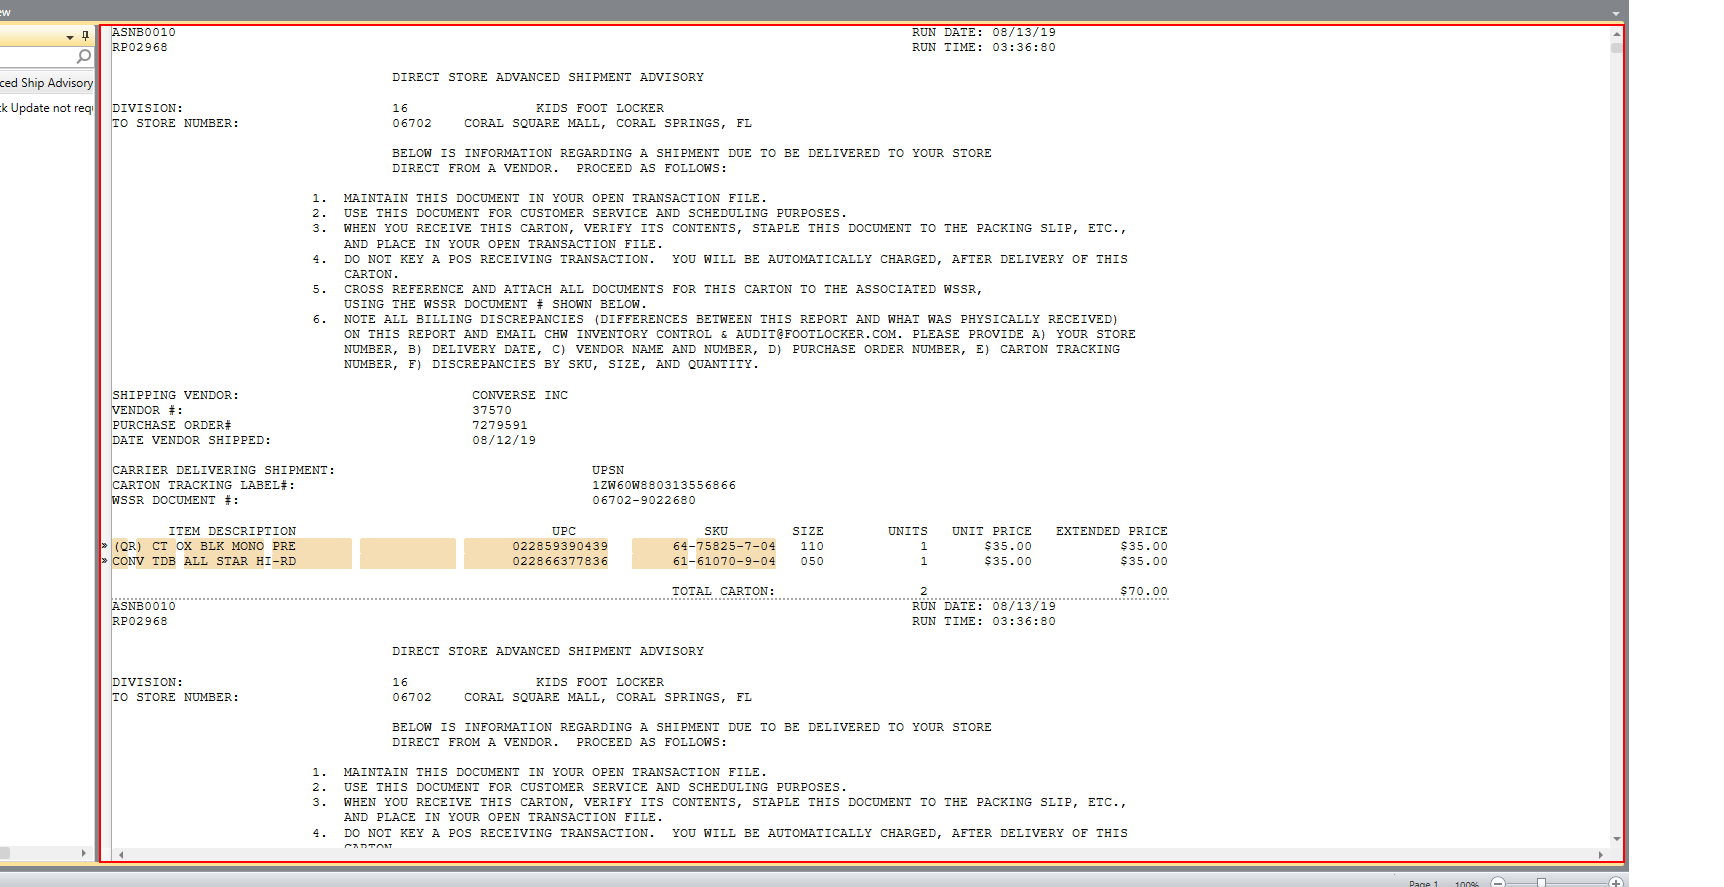 ew
ASNB0010 RUN DATE: 08/13/19
RP02968 RUN TIME: 03:36:80
ced Ship Advisory
DIRECT STORE ADVANCED SHIPMENT ADVISORY
k Update not requ
DIVISION: 16 KIDS FOOT LOCKER
TO STORE NUMBER: 06702 CORAL SQUARE MALL, CORAL SPRINGS, FL
BELOW IS INFORMATION REGARDING A SHIPMENT DUE TO BE DELIVERED TO YOUR STORE
DIRECT FROM A VENDOR. PROCEED AS FOLLOWS:
1. MAINTAIN THIS DOCUMENT IN YOUR OPEN TRANSACTION FILE.
2. USE THIS DOCUMENT FOR CUSTOMER SERVICE AND SCHEDULING PURPOSES.
3. WHEN YOU RECEIVE THIS CARTON, VERIFY ITS CONTENTS, STAPLE THIS DOCUMENT TO THE PACKING SLIP, ETC.,
AND PLACE IN YOUR OPEN TRANSACTION FILE.
4. DO NOT KEY A POS RECEIVING TRANSACTION. YOU WILL BE AUTOMATICALLY CHARGED, AFTER DELIVERY OF THIS
CARTON.
5. CROSS REFERENCE AND ATTACH ALL DOCUMENTS FOR THIS CARTON TO THE ASSOCIATED WSSR,
USING THE WSSR DOCUMENT # SHOWN BELOW.
6. NOTE ALL BILLING DISCREPANCIES (DIFFERENCES BETWEEN THIS REPORT AND WHAT WAS PHYSICALLY RECEIVED)
ON THIS REPORT AND EMAIL CHW INVENTORY CONTROL & AUDIT@FOOTLOCKER.COM. PLEASE PROVIDE A) YOUR STORE
NUMBER, B) DELIVERY DATE, C) VENDOR NAME AND NUMBER, D) PURCHASE ORDER NUMBER, E) CARTON TRACKING
NUMBER, F) DISCREPANCIES BY SKU, SIZE, AND QUANTITY.
SHIPPING VENDOR: CONVERSE INC
VENDOR #: 37570
PURCHASE ORDER# 7279591
DATE VENDOR SHIPPED: 08/12/19
CARRIER DELIVERING SHIPMENT: UPSN
CARTON TRACKING LABEL#: 1ZW60W880313556866
WSSR DOCUMENT #: 06702-9022680
ITEM DESCRIPTION UPC SKU SIZE UNITS UNIT PRICE EXTENDED PRICE
» (QR) CT OX BLK MONO PRE 022859390439 64-75825-7-04 110 1 $35.00 $35.00
» CONV TDB ALL STAR HI-RD 022866377836 61-61070-9-04 050 1 $35.00 $35.00
TOTAL CARTON: 2 $70.00
ASNB0010 RUN DATE: 08/13/19
RP02968 RUN TIME: 03:36:80
DIRECT STORE ADVANCED SHIPMENT ADVISORY
DIVISION: 16 KIDS FOOT LOCKER
TO STORE NUMBER: 06702 CORAL SQUARE MALL, CORAL SPRINGS, FL
BELOW IS INFORMATION REGARDING A SHIPMENT DUE TO BE DELIVERED TO YOUR STORE
DIRECT FROM A VENDOR. PROCEED AS FOLLOWS:
1. MAINTAIN THIS DOCUMENT IN YOUR OPEN TRANSACTION FILE.
2. USE THIS DOCUMENT FOR CUSTOMER SERVICE AND SCHEDULING PURPOSES.
3. WHEN YOU RECEIVE THIS CARTON, VERIFY ITS CONTENTS, STAPLE THIS DOCUMENT TO THE PACKING SLIP, ETC.,
AND PLACE IN YOUR OPEN TRANSACTION FILE.
4. DO NOT KEY A POS RECEIVING TRANSACTION. YOU WILL BE AUTOMATICALLY CHARGED, AFTER DELIVERY OF THIS
CARTON
Page 1 100%